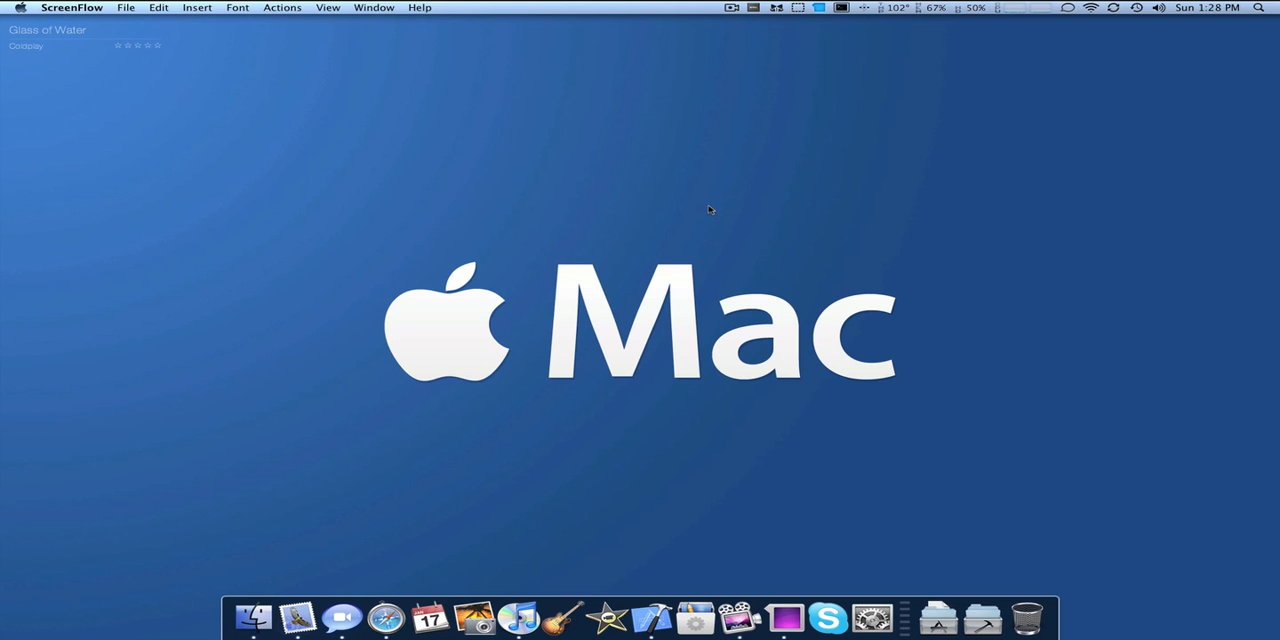 ScreenFlow File Edit Insert Font Actions View Window Help 102° 67% 50% Sun 1:28 PM
Glass of Water
Coldplay
Mac
17